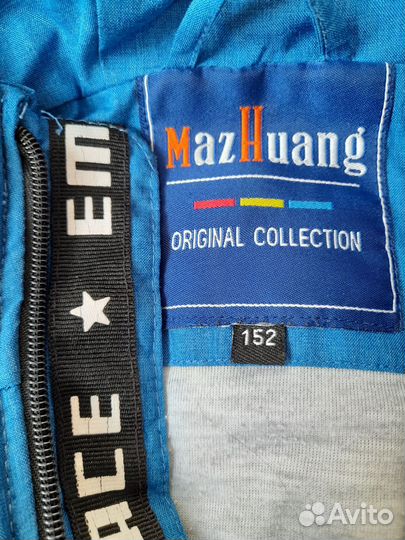 MazHuang
ORIGINAL COLLECTION
152
EM
ACE
Avito